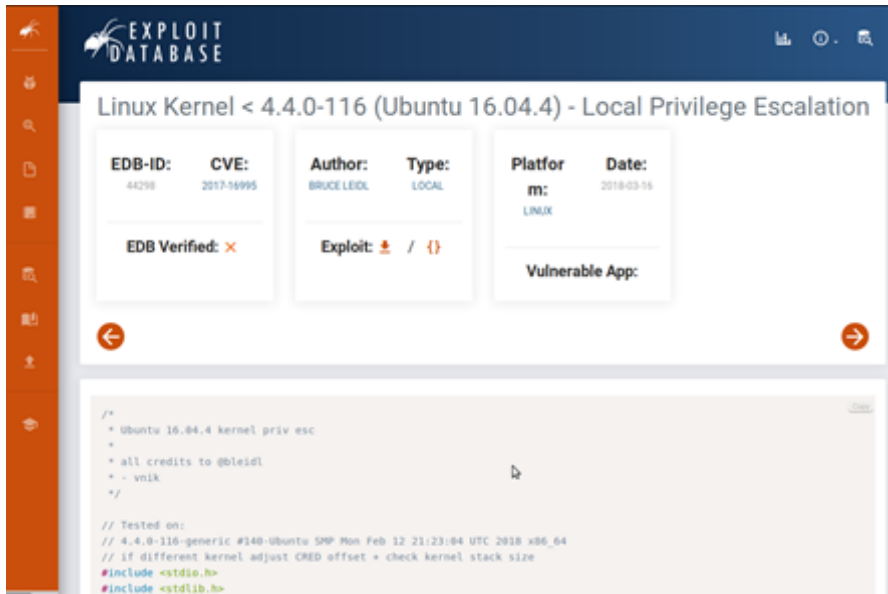 EXPLOIT
DATABASE
Linux Kernel < 4.4.0-116 (Ubuntu 16.04.4) - Local Privilege Escalation
EDB-ID:
44298
CVE:
2017-16995
EDB Verified: ×
Author:
BRUCE LEIDL
Type:
LOCAL
Exploit: / {}
Platfor
m:
LINUX
Date:
2018-03-16
Vulnerable App:
Copy
/*
* Ubuntu 16.04.4 kernel priv esc
*
* all credits to @bleidl
* - vnik
*/
// Tested on:
// 4.4.0-116-generic #140-Ubuntu SMP Mon Feb 12 21:23:04 UTC 2018 x86_64
// if different kernel adjust CRED offset + check kernel stack size
#include <stdio.h>
#include <stdlib.h>